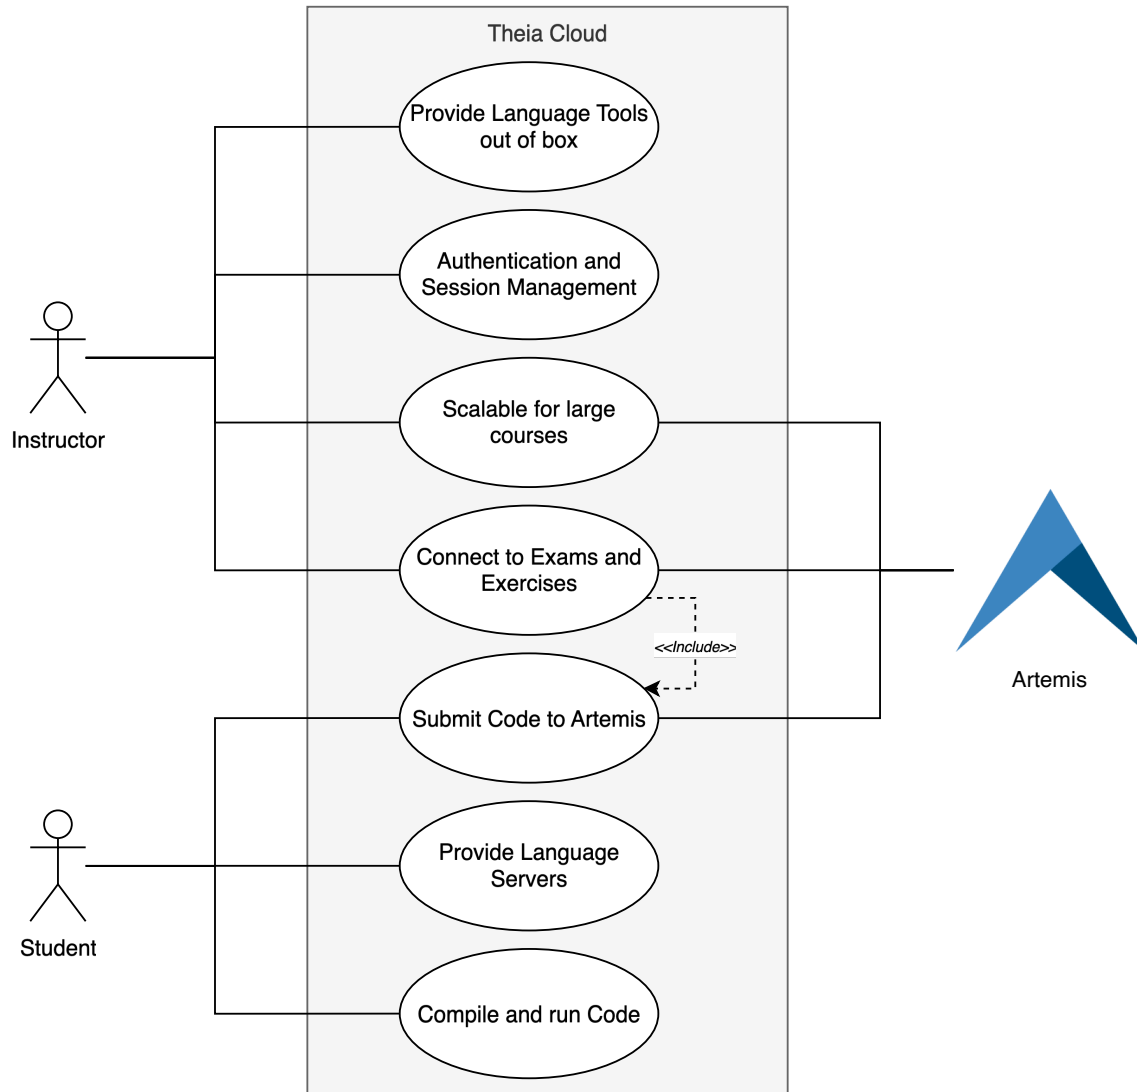 Theia Cloud
Provide Language Tools
out of box
Authentication and
Session Management
Instructor
Scalable for large
courses
Connect to Exams and
Exercises
<<Include>>
Artemis
Submit Code to Artemis
Provide Language
Servers
Student
Compile and run Code